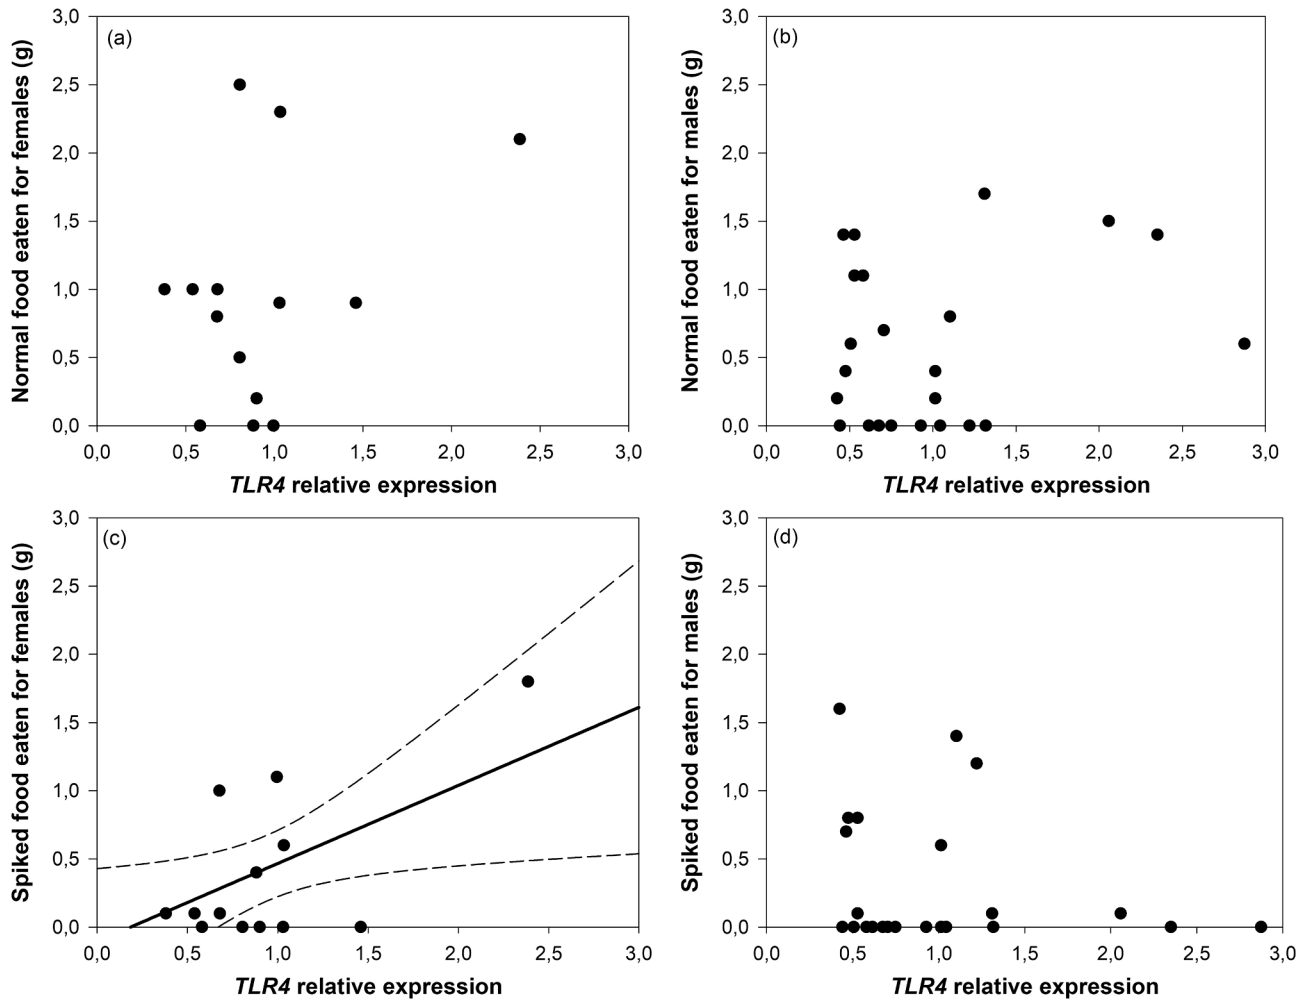 (a)
Normal food eaten for females (g)
3,0
2,5
2,0
1,5
1,0
0,5
0,0
0,0 0,5 1,0 1,5 2,0 2,5 3,0
TLR4 relative expression
(b)
Normal food eaten for males (g)
3,0
2,5
2,0
1,5
1,0
0,5
0,0
0,0 0,5 1,0 1,5 2,0 2,5 3,0
TLR4 relative expression
(c)
Spiked food eaten for females (g)
3,0
2,5
2,0
1,5
1,0
0,5
0,0
0,0 0,5 1,0 1,5 2,0 2,5 3,0
TLR4 relative expression
(d)
Spiked food eaten for males (g)
3,0
2,5
2,0
1,5
1,0
0,5
0,0
0,0 0,5 1,0 1,5 2,0 2,5 3,0
TLR4 relative expression